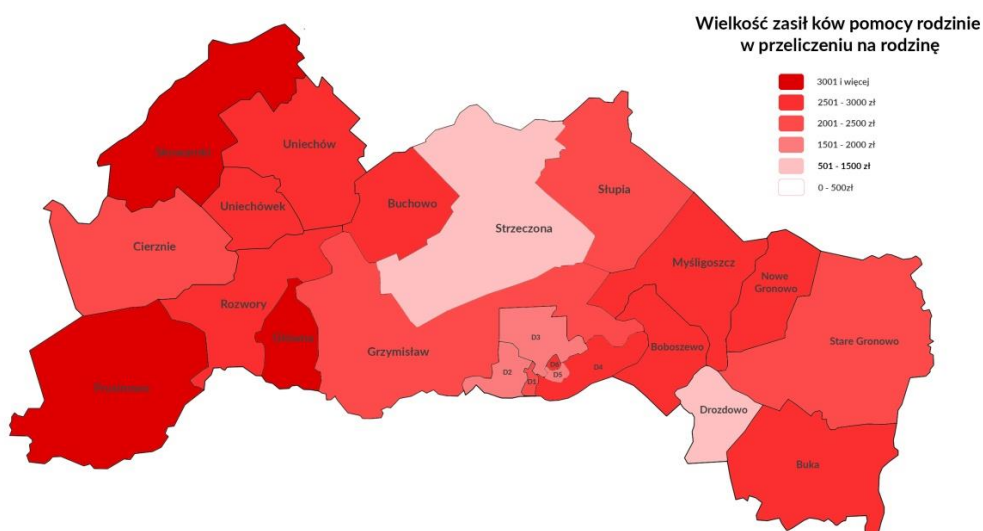 Wielkość zasił ków pomocy rodzinie
w przeliczeniu na rodzinę
3001 i więcej
2501 - 3000 zł
2001 - 2500 zł
1501 - 2000 zł
501 - 1500 zł
0 - 500zł
Uniechów
Uniechówek
Buchowo
Strzeczona
Słupia
Cierznie
Rozwory
Grzymisław
Myśligoszcz
Nowe
Gronowo
Boboszewo
Stare Gronowo
Drozdowo
Buka
D3
D2
D1
D6
D5
D4